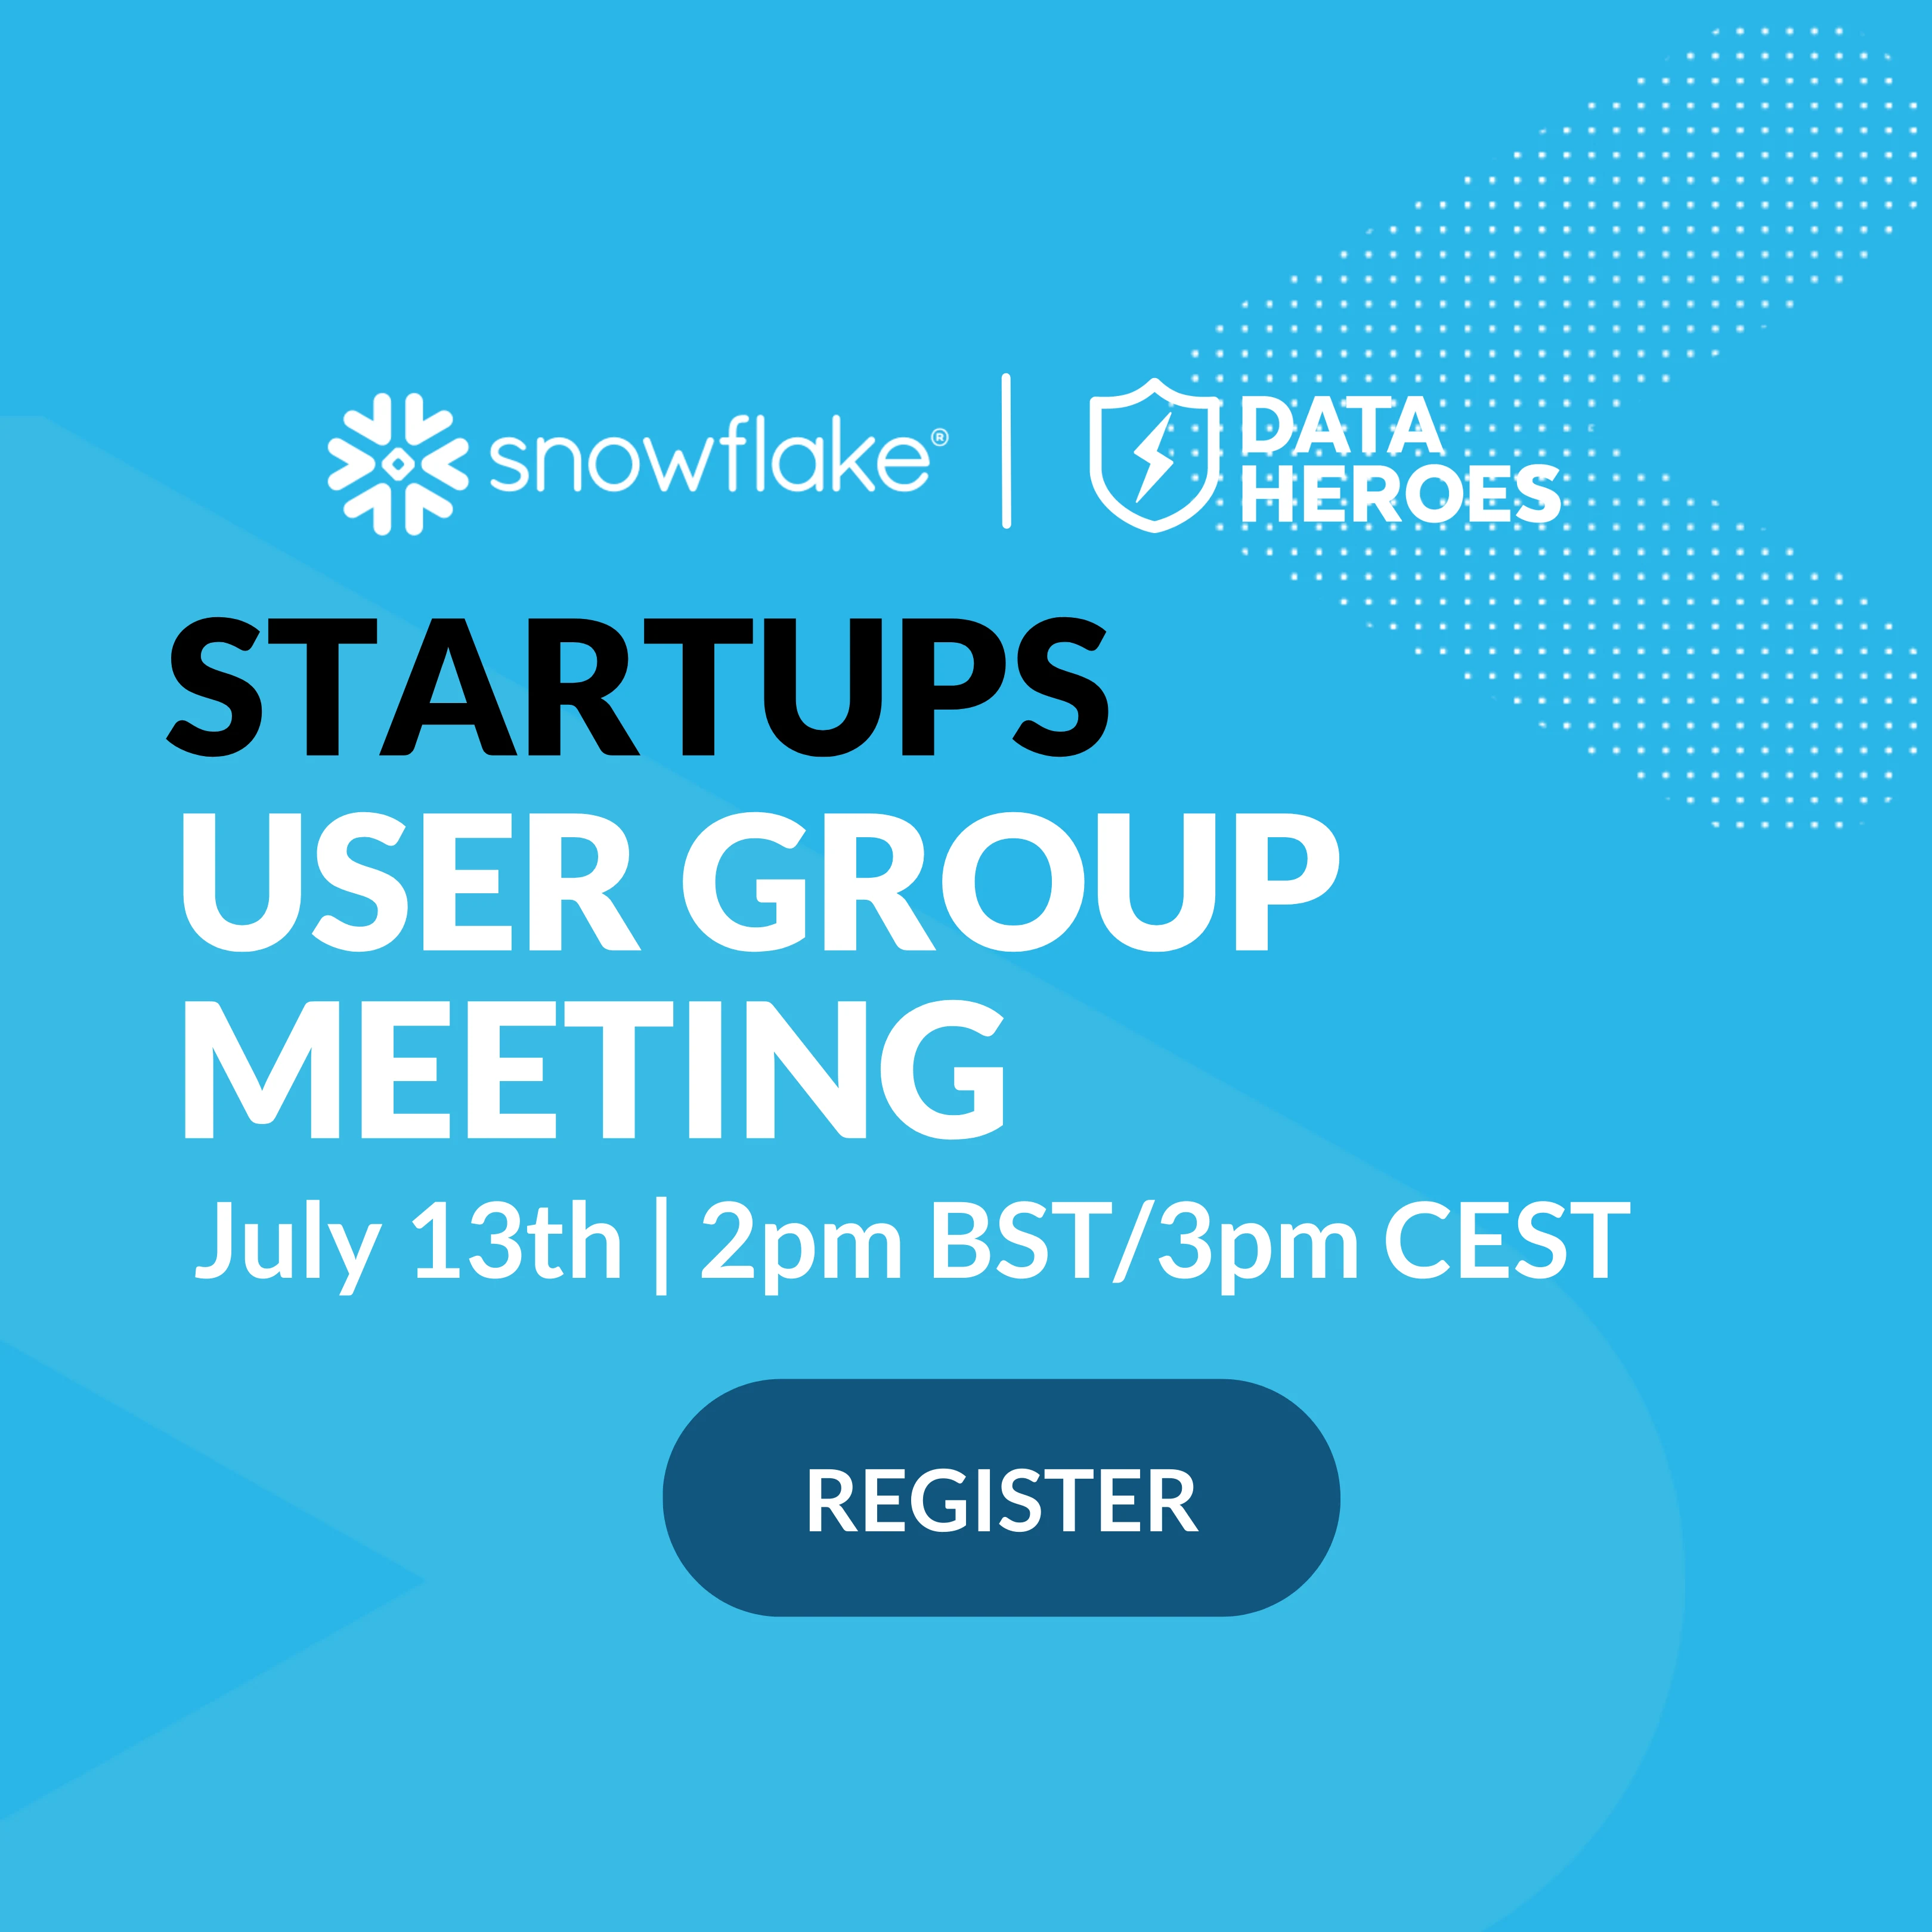 snowflake®
DATA
HEROES
STARTUPS
USER GROUP
MEETING
July 13th | 2pm BST/3pm CEST
REGISTER